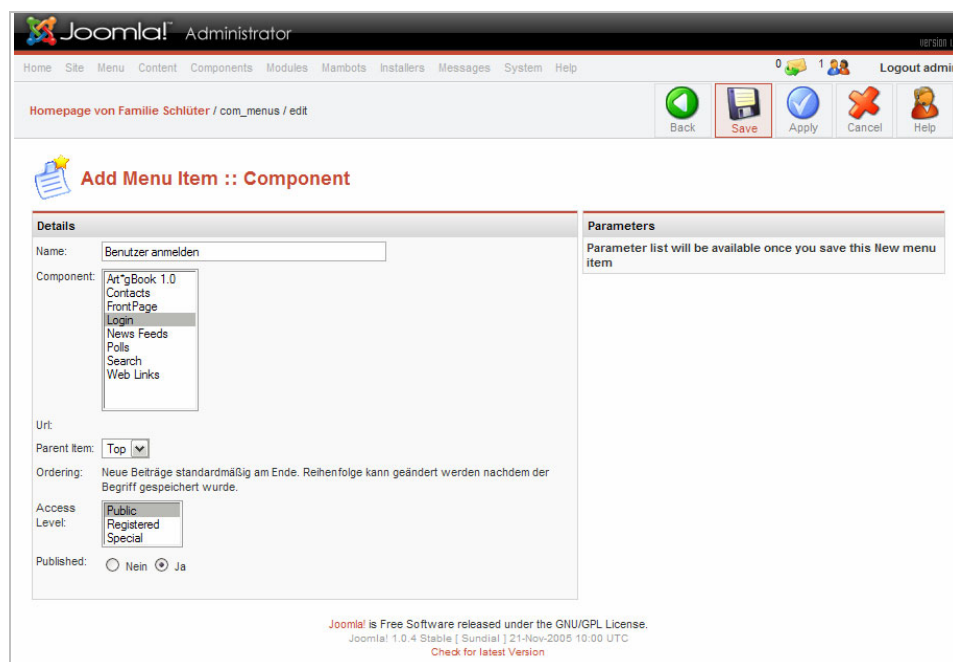 Joomla!™ Administrator
version
Home Site Menu Content Components Modules Mambots Installers Messages System Help
0 1 Logout admi
Homepage von Familie Schlüter / com_menus / edit
Back Save Apply Cancel Help
Add Menu Item :: Component
Details
Name: Benutzer anmelden
Component: Art*gBook 1.0
Contacts
FrontPage
Login
News Feeds
Polls
Search
Web Links
Url:
Parent Item: Top
Ordering: Neue Beiträge standardmäßig am Ende. Reihenfolge kann geändert werden nachdem der
Begriff gespeichert wurde.
Access
Level:
Public
Registered
Special
Published: Nein Ja
Parameters
Parameter list will be available once you save this New menu
item
Joomla! is Free Software released under the GNU/GPL License.
Joomla! 1.0.4 Stable [ Sundial ] 21-Nov-2005 10:00 UTC
Check for latest Version